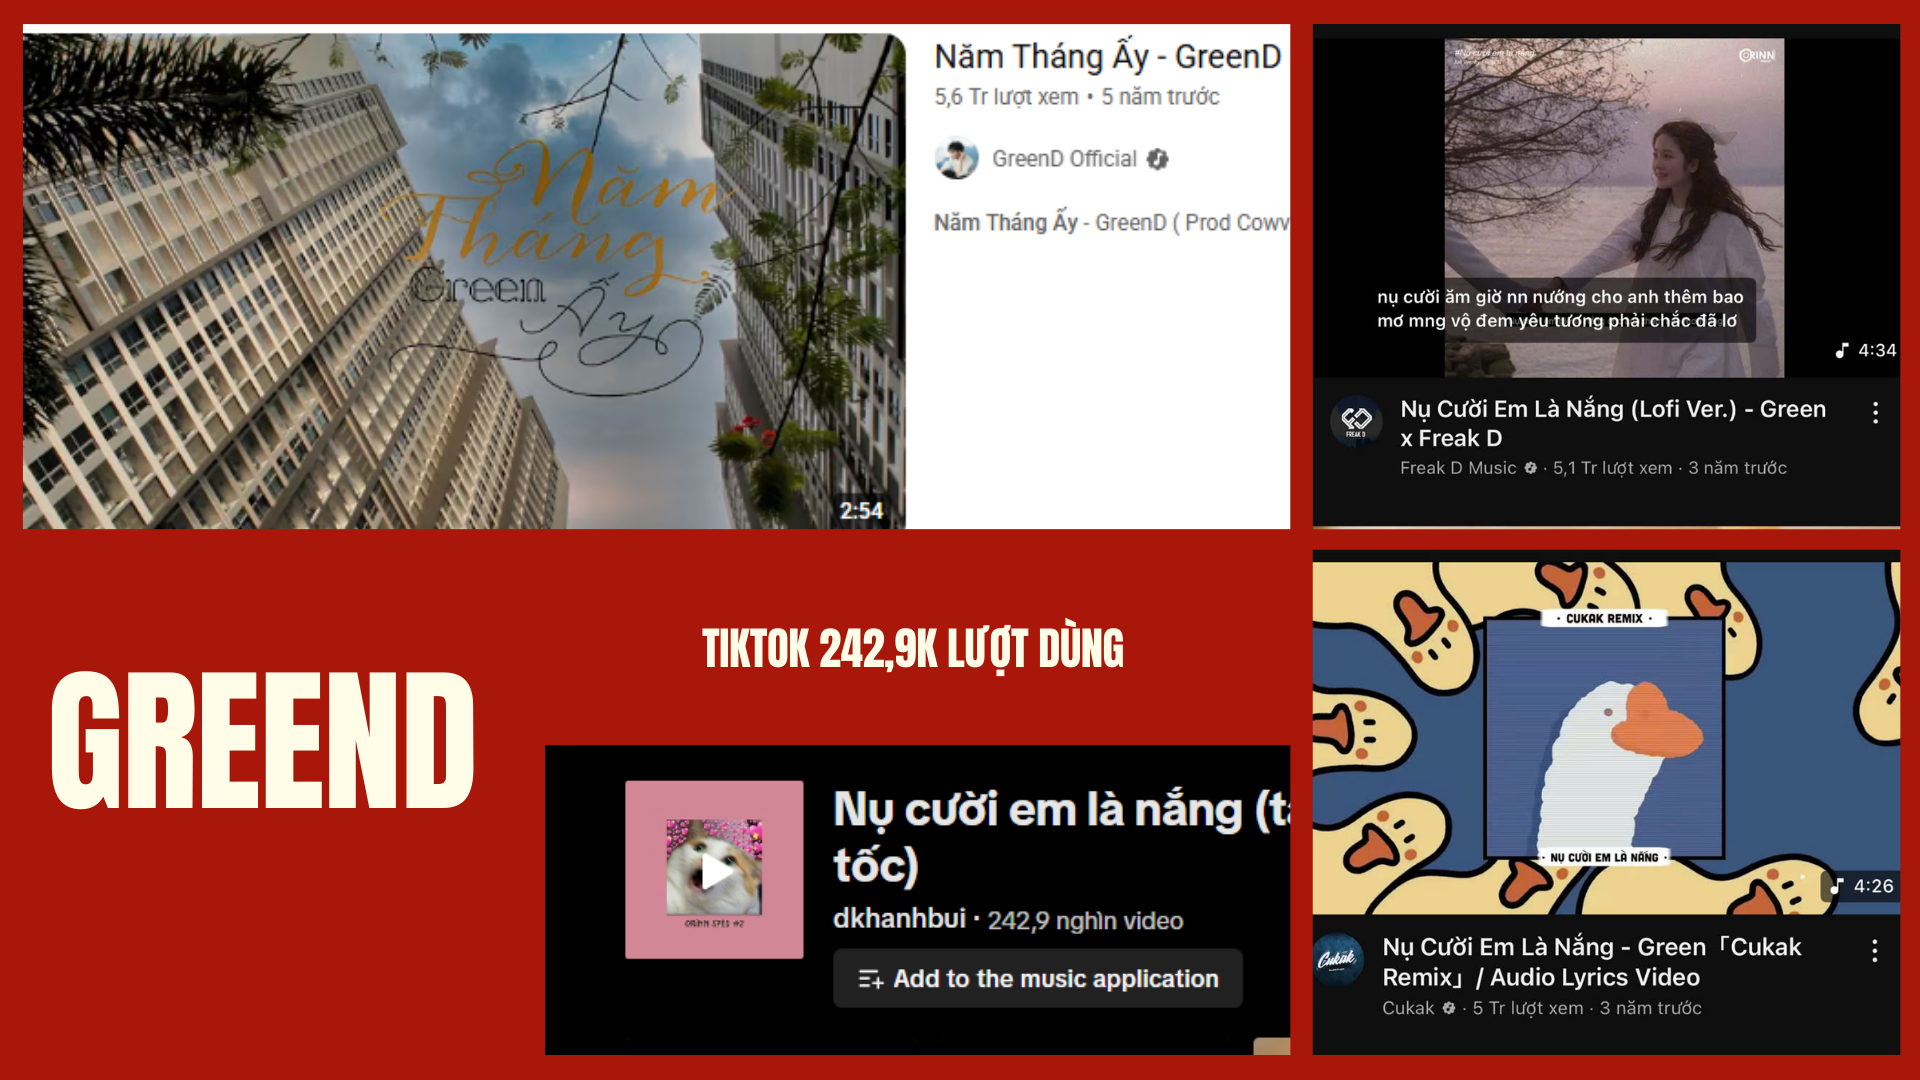 Năm
Tháng
Green
Ấy
2:54
Năm Tháng Ấy - GreenD
5,6 Tr lượt xem • 5 năm trước
GreenD Official
Năm Tháng Ấy - GreenD ( Prod Cowv
ORINN
nụ cười ăm giờ nn nướng cho anh thêm bao
mơ mng vộ đem yêu tương phải chắc đã lơ
4:34
FREAK D
Nụ Cười Em Là Nắng (Lofi Ver.) - Green
x Freak D
Freak D Music · 5,1 Tr lượt xem · 3 năm trước
GREEND
TIKTOK 242,9K LƯỢT DÙNG
ORINN SPED #2
Nụ cười em là nắng (tă
tốc)
dkhanhbui · 242,9 nghìn video
Add to the music application
· CUKAK REMIX ·
· NỤ CƯỜI EM LÀ NẮNG ·
4:26
Cukak
Nụ Cười Em Là Nắng - Green「Cukak
Remix」/ Audio Lyrics Video
Cukak · 5 Tr lượt xem · 3 năm trước